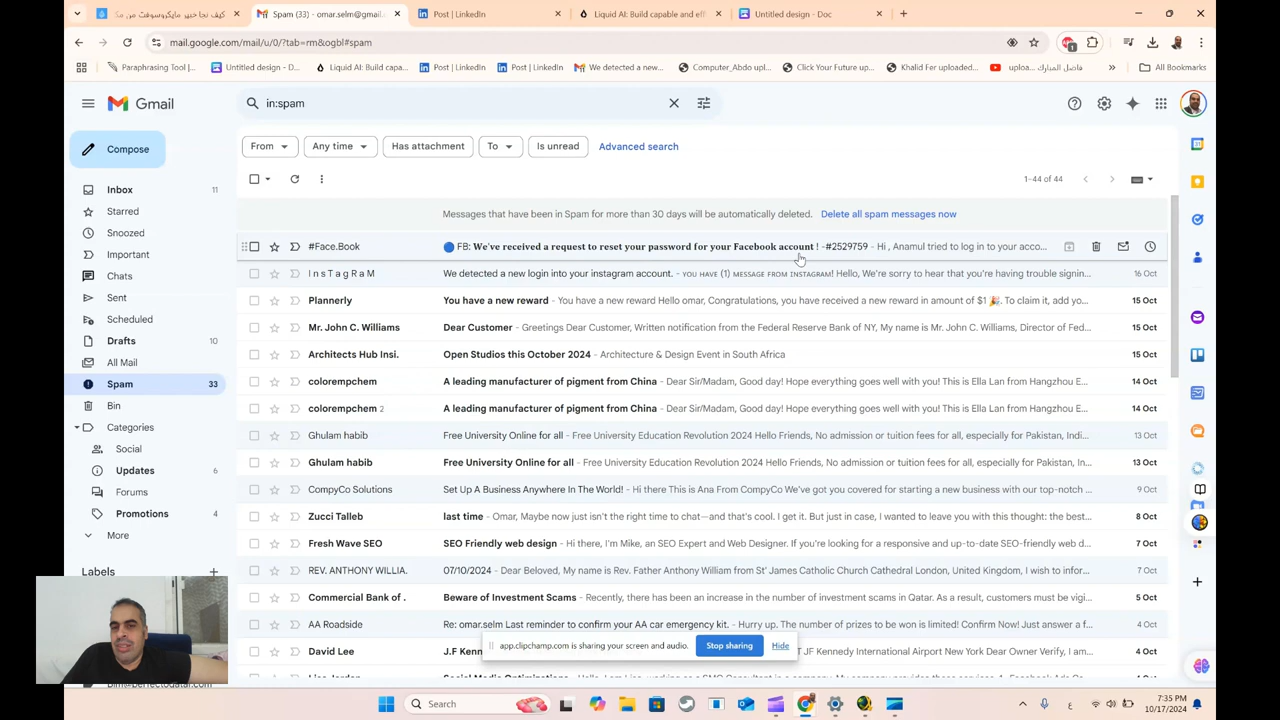 كيف نجا خبير مايكروسوفت من مكا
Spam (33) - omar.selm@gmail.
Post | LinkedIn
Liquid AI: Build capable and eff
Untitled design - Doc
mail.google.com/mail/u/0/?tab=rm&ogbl#spam
Paraphrasing Tool |...
Untitled design - D...
Liquid AI: Build capa...
Post | LinkedIn
Post | LinkedIn
We detected a new...
Computer_Abdo upl...
Click Your Future up...
Khalid Fer uploaded...
فاضل المبارك uploa...
All Bookmarks
Gmail
in:spam
Compose
From
Any time
Has attachment
To
Is unread
Advanced search
1–44 of 44
Inbox 11
Starred
Snoozed
Important
Chats
Sent
Scheduled
Drafts 10
All Mail
Spam 33
Bin
Categories
Social
Updates 6
Forums
Promotions 4
More
Labels
Messages that have been in Spam for more than 30 days will be automatically deleted. Delete all spam messages now
#Face.Book FB: We've received a request to reset your password for your Facebook account ! -#2529759 - Hi , Anamul tried to log in to your acco...
I n s T a g R a M We detected a new login into your instagram account. - YOU HAVE (1) MESSAGE FROM INSTAGRAM! Hello, We're sorry to hear that you're having trouble signin... 16 Oct
Plannerly You have a new reward - You have a new reward Hello omar, Congratulations, you have received a new reward in amount of $1 🎉. To claim it, add yo... 15 Oct
Mr. John C. Williams Dear Customer - Greetings Dear Customer, Written notification from the Federal Reserve Bank of NY, My name is Mr. John C. Williams, Director of Fed... 15 Oct
Architects Hub Insi. Open Studios this October 2024 - Architecture & Design Event in South Africa 15 Oct
colorempchem A leading manufacturer of pigment from China - Dear Sir/Madam, Good day! Hope everything goes well with you! This is Ella Lan from Hangzhou E... 14 Oct
colorempchem 2 A leading manufacturer of pigment from China - Dear Sir/Madam, Good day! Hope everything goes well with you! This is Ella Lan from Hangzhou E... 14 Oct
Ghulam habib Free University Online for all - Free University Education Revolution 2024 Hello Friends, No admission or tuition fees for all, especially for Pakistan, Indi... 13 Oct
Ghulam habib Free University Online for all - Free University Education Revolution 2024 Hello Friends, No admission or tuition fees for all, especially for Pakistan, Indi... 13 Oct
CompyCo Solutions Set Up A Business Anywhere In The World! - Hi there This is Ana From CompyCo We've got you covered for starting a new business with our top-notch ... 9 Oct
Zucci Talleb last time - Omar, Maybe now just isn't the right time to chat—and that's cool. I get it. But just in case, I wanted to leave you with this thought: the best... 8 Oct
Fresh Wave SEO SEO Friendly web design - Hi there, I'm Mike, an SEO Expert and Web Designer. If you're looking for a responsive and up-to-date SEO-friendly web d... 7 Oct
REV. ANTHONY WILLIA. 07/10/2024 - Dear Beloved, My name is Rev. Father Anthony William from St' James Catholic Church Cathedral London, United Kingdom, I wish to infor... 7 Oct
Commercial Bank of . Beware of Investment Scams - Recently, there has been an increase in the number of investment scams in Qatar. As a result, customers must be vigi... 5 Oct
AA Roadside Re: omar.selm Last reminder to confirm your AA car emergency kit. - Hurry up. The number of prizes to be won is limited! Confirm Now! Just answer a f... 4 Oct
David Lee J.F Ken J F Kennedy International Airport New York Dear Owner Verify, I wish to infor... 4 Oct
app.clipchamp.com is sharing your screen and audio.
Stop sharing
Hide
Search
7:35 PM
10/17/2024